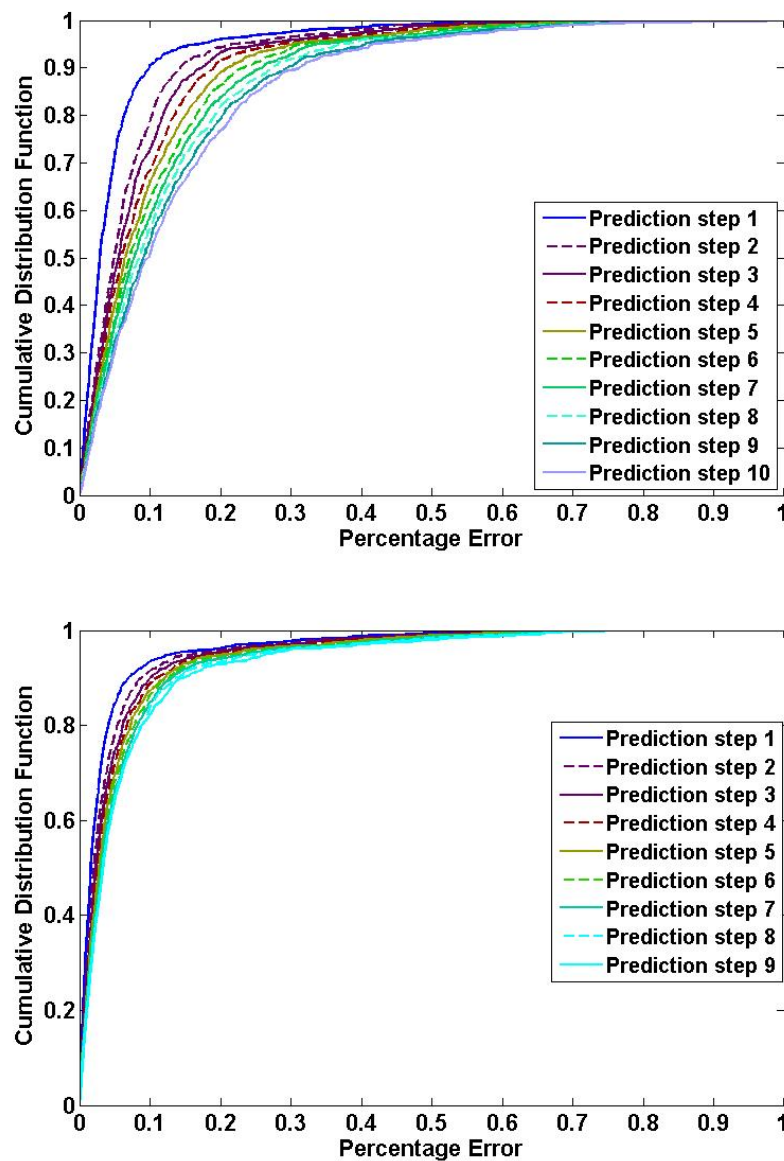 1
0.9
0.8
0.7
0.6
0.5
0.4
0.3
0.2
0.1
0
Cumulative Distribution Function
Prediction step 1
Prediction step 2
Prediction step 3
Prediction step 4
Prediction step 5
Prediction step 6
Prediction step 7
Prediction step 8
Prediction step 9
Prediction step 10
0 0.1 0.2 0.3 0.4 0.5 0.6 0.7 0.8 0.9 1
Percentage Error
1
0.8
0.6
0.4
0.2
0
Cumulative Distribution Function
Prediction step 1
Prediction step 2
Prediction step 3
Prediction step 4
Prediction step 5
Prediction step 6
Prediction step 7
Prediction step 8
Prediction step 9
0 0.1 0.2 0.3 0.4 0.5 0.6 0.7 0.8 0.9 1
Percentage Error